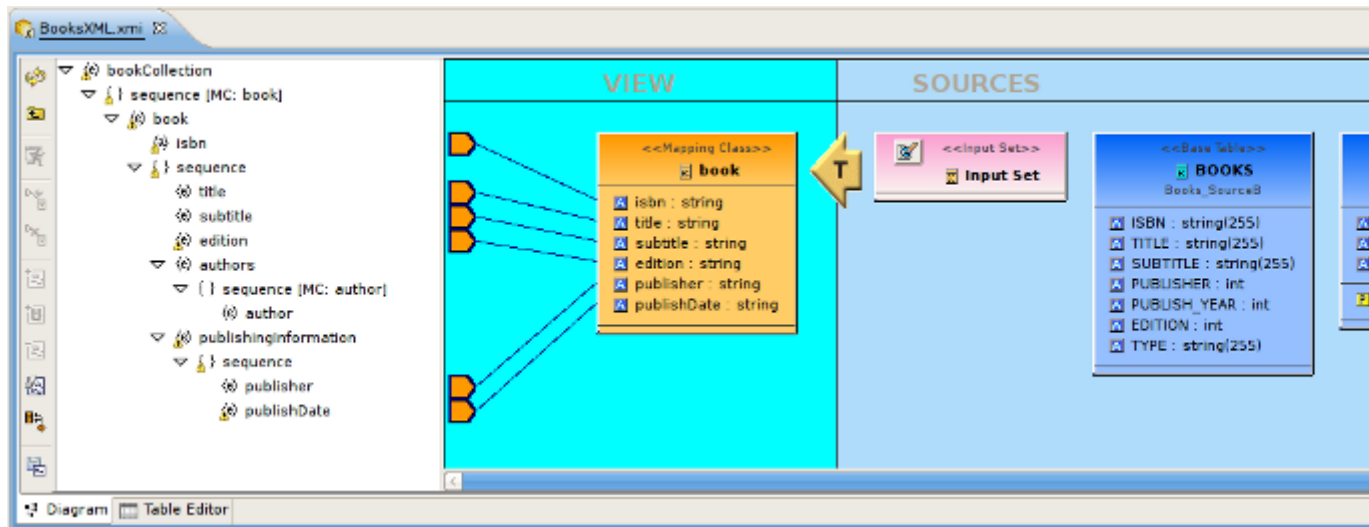 BooksXML.xmi
bookCollection
sequence [MC: book]
book
isbn
sequence
title
subtitle
edition
authors
sequence [MC: author]
author
publishingInformation
sequence
publisher
publishDate
VIEW
<<Mapping Class>>
book
isbn : string
title : string
subtitle : string
edition : string
publisher : string
publishDate : string
T
SOURCES
<<Input Set>>
Input Set
<<Base Table>>
BOOKS
Books_SourceB
ISBN : string(255)
TITLE : string(255)
SUBTITLE : string(255)
PUBLISHER : int
PUBLISH_YEAR : int
EDITION : int
TYPE : string(255)
Diagram
Table Editor